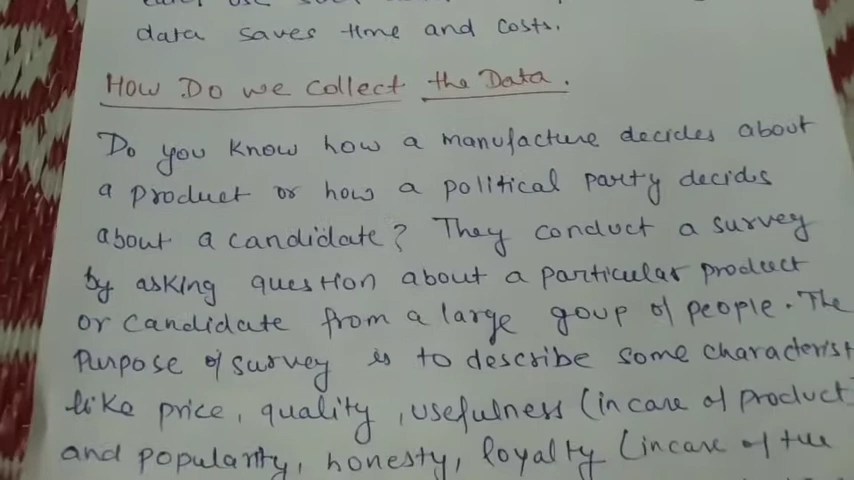 data saves time and costs.
How Do we collect the Data.
Do you know how a manufacture decides about
a product or how a political party decides
about a candidate? They conduct a survey
by asking question about a particular product
or candidate from a large goup of people. The
Purpose of survey is to describe some characterist
like price, quality, usefulness (in case of product
and popularity, honesty, loyalty (in case of the